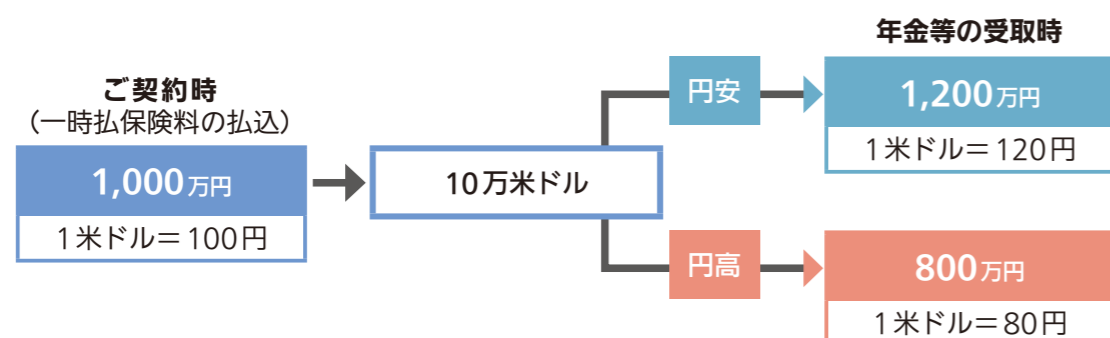 ご契約時
（一時払保険料の払込）
1,000万円
1米ドル＝100円
10万米ドル
円安
円高
年金等の受取時
1,200万円
1米ドル＝120円
800万円
1米ドル＝80円